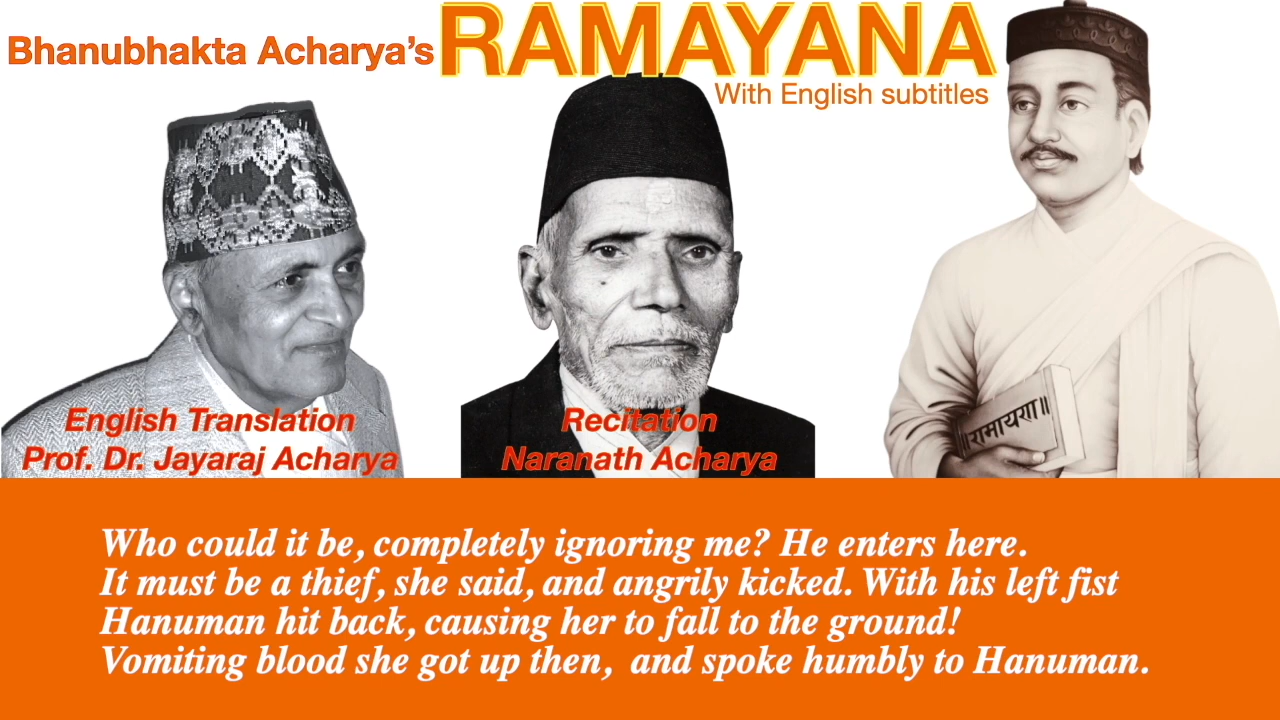 Bhanubhakta Acharya's RAMAYANA
With English subtitles
॥रामायण॥
English Translation
Prof. Dr. Jayaraj Acharya
Recitation
Naranath Acharya
Who could it be, completely ignoring me? He enters here.
It must be a thief, she said, and angrily kicked. With his left fist
Hanuman hit back, causing her to fall to the ground!
Vomiting blood she got up then, and spoke humbly to Hanuman.